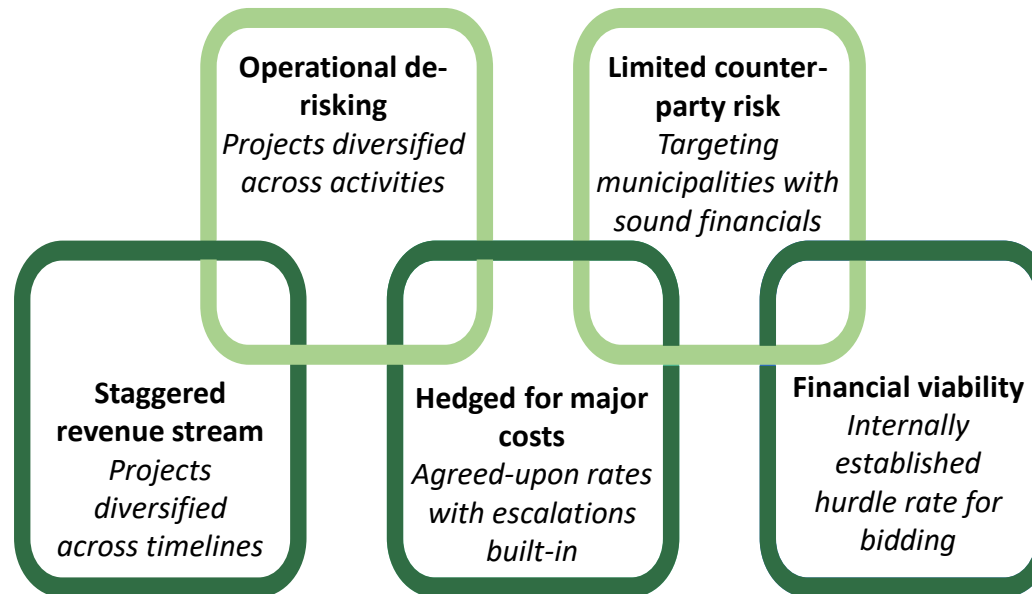 Operational de-
risking
Projects diversified
across activities
Limited counter-
party risk
Targeting
municipalities with
sound financials
Staggered
revenue stream
Projects
diversified
across timelines
Hedged for major
costs
Agreed-upon rates
with escalations
built-in
Financial viability
Internally
established
hurdle rate for
bidding